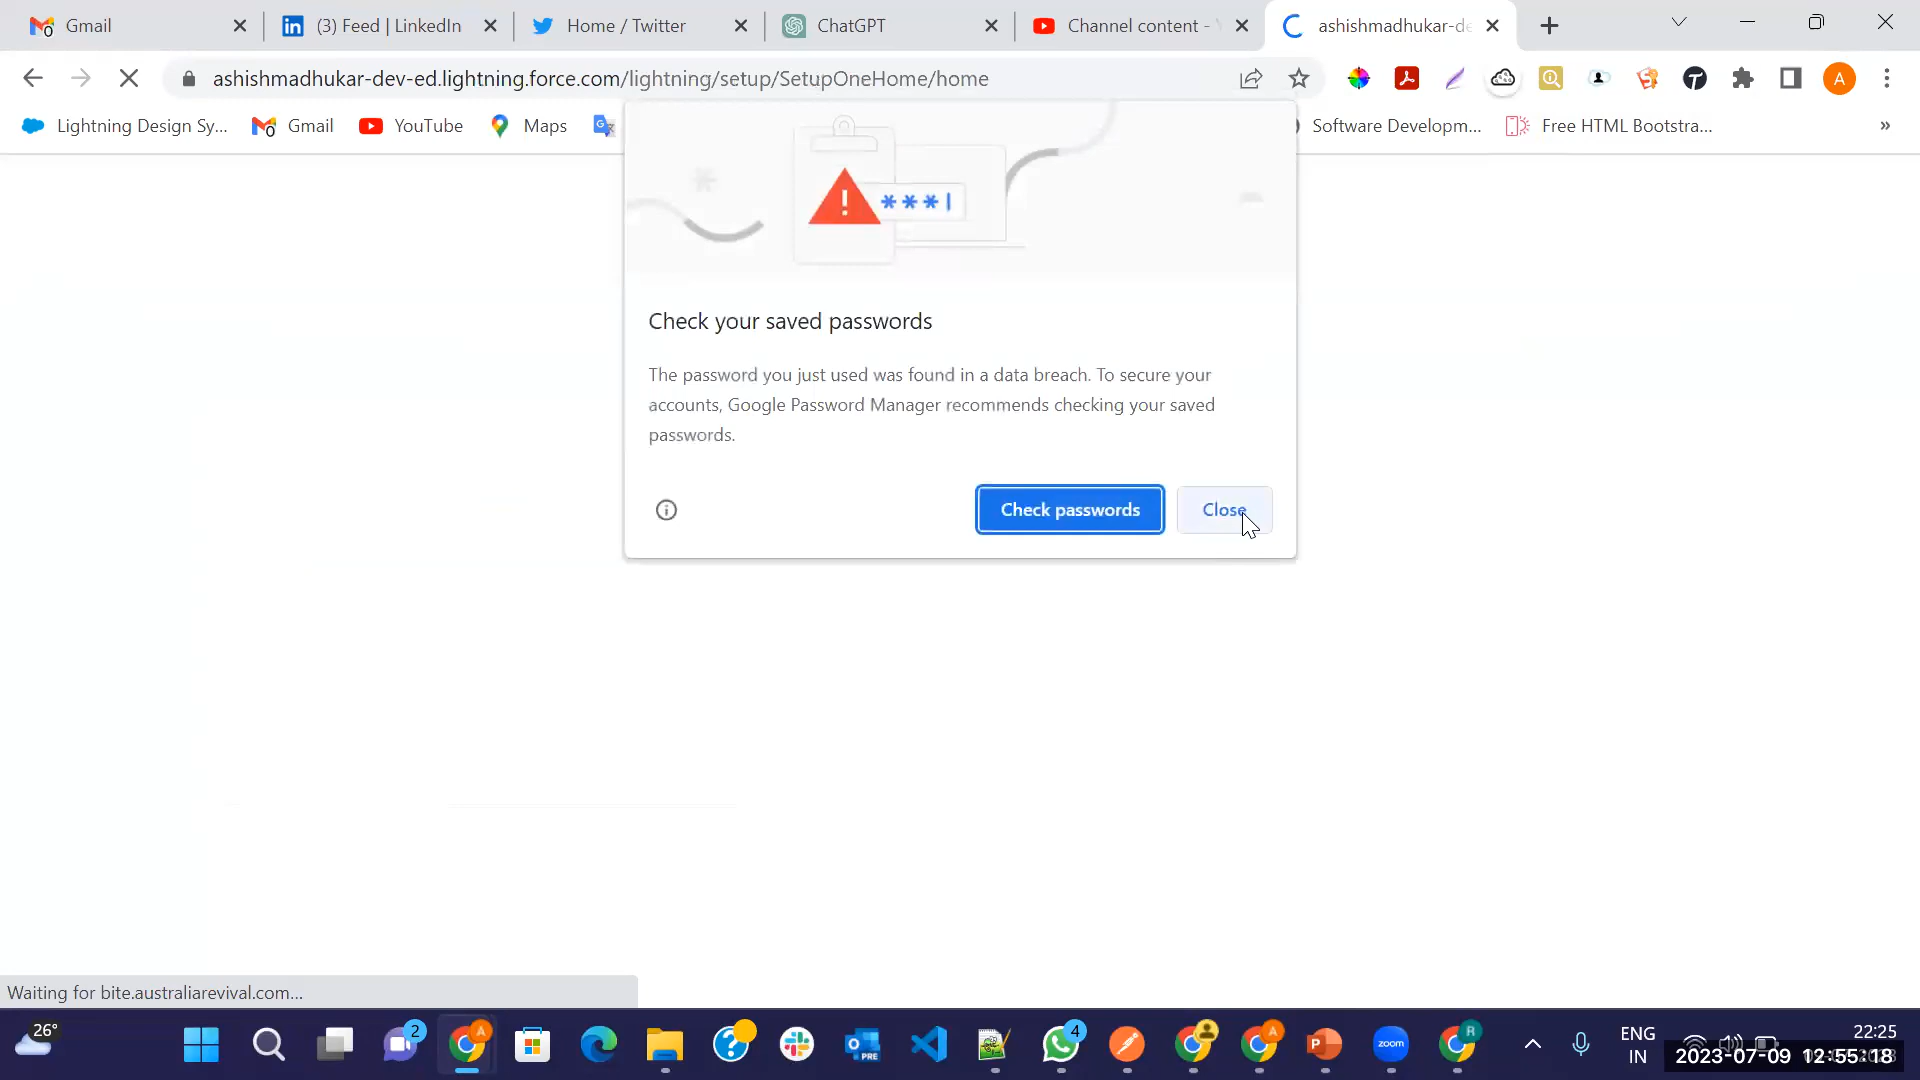 Gmail
(3) Feed | LinkedIn
Home / Twitter
ChatGPT
Channel content -
ashishmadhukar-de
ashishmadhukar-dev-ed.lightning.force.com/lightning/setup/SetupOneHome/home
A
Lightning Design Sy...
Gmail
YouTube
Maps
Software Developm...
Free HTML Bootstra...
»
***|
Check your saved passwords
The password you just used was found in a data breach. To secure your
accounts, Google Password Manager recommends checking your saved
passwords.
Check passwords
Close
Waiting for bite.australiarevival.com...
26°
2
A
4
A
R
zoom
ENG
IN
22:25
2023-07-09 12:55:18